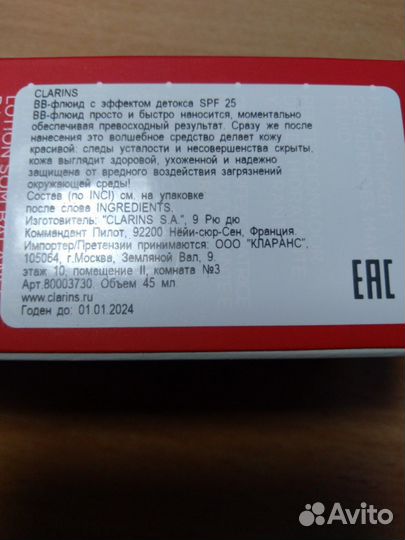 CLARINS
BB-флюид с эффектом детокса SPF 25
BB-флюид просто и быстро наносится, моментально
обеспечивая превосходный результат. Сразу же после
нанесения это волшебное средство делает кожу
красивой: следы усталости и несовершенства скрыты,
кожа выглядит здоровой, ухоженной и надежно
защищена от вредного воздействия загрязнений
окружающей среды!
Состав (по INCI) см. на упаковке
после слова INGREDIENTS.
Изготовитель: "CLARINS S.A.", 9 Рю дю
Коммандант Пилот, 92200 Нёйи-сюр-Сен, Франция.
Импортер/Претензии принимаются: ООО "КЛАРАНС",
105064, г.Москва, Земляной Вал, 9.
этаж 10, помещение II, комната №3
Арт.80003730. Объем 45 мл.
www.clarins.ru
Годен до: 01.01.2024
EAC
LOTION
Avito